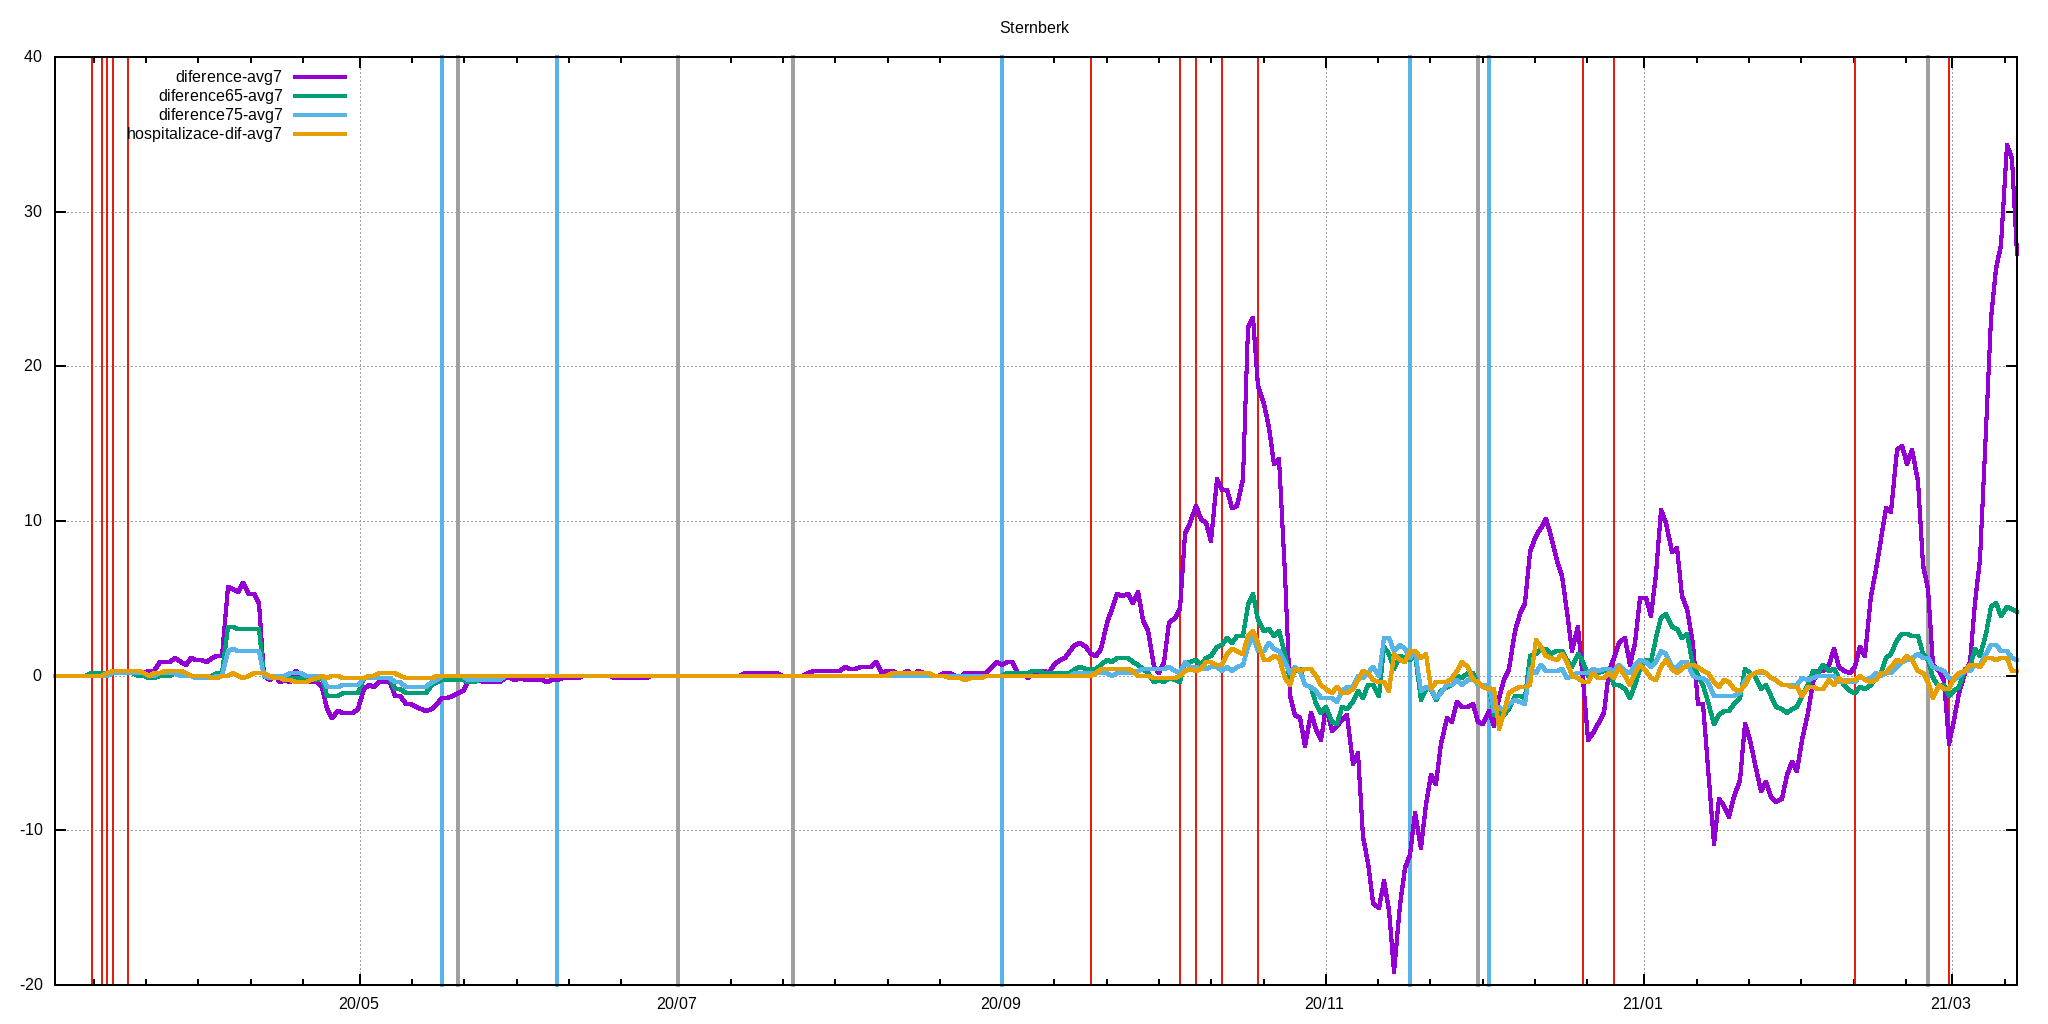 Sternberk
40
diference-avg7
diference65-avg7
diference75-avg7
hospitalizace-dif-avg7
30
20
10
0
-10
-20
20/05
20/07
20/09
20/11
21/01
21/03